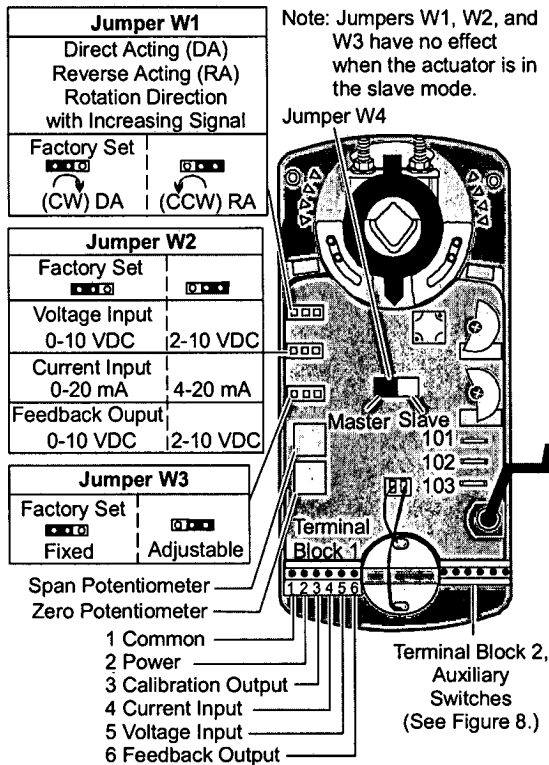 Jumper W1
Direct Acting (DA)
Reverse Acting (RA)
Rotation Direction
with Increasing Signal
Factory Set
(CW) DA
(CCW) RA
Note: Jumpers W1, W2, and
W3 have no effect
when the actuator is in
the slave mode.
Jumper W4
Jumper W2
Factory Set
Voltage Input
0-10 VDC
2-10 VDC
Current Input
0-20 mA
4-20 mA
Feedback Ouput
0-10 VDC
2-10 VDC
Jumper W3
Factory Set
Fixed
Adjustable
Master
Slave
101
102
103
Terminal
Block 1
1 2 3 4 5 6
Span Potentiometer
Zero Potentiometer
1 Common
2 Power
3 Calibration Output
4 Current Input
5 Voltage Input
6 Feedback Output
Terminal Block 2,
Auxiliary
Switches
(See Figure 8.)